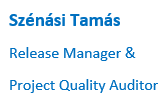 Szénási Tamás
Release Manager &
Project Quality Auditor